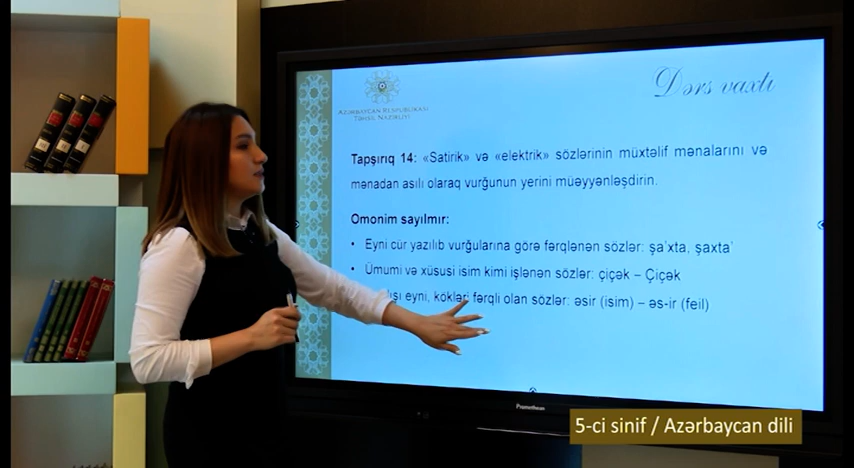 Dərs vaxtı
AZƏRBAYCAN RESPUBLİKASI
TƏHSİL NAZİRLİYİ
Tapşırıq 14: «Satirik» və «elektrik» sözlərinin müxtəlif mənalarını və
mənadan asılı olaraq vurğunun yerini müəyyənləşdirin.
Omonim sayılmır:
• Eyni cür yazılıb vurğularına görə fərqlənən sözlər: şa'xta, şaxta'
• Ümumi və xüsusi isim kimi işlənən sözlər: çiçək – Çiçək
eyni, kökləri fərqli olan sözlər: əsir (isim) – əs-ir (feil)
Promethean
5-ci sinif / Azərbaycan dili